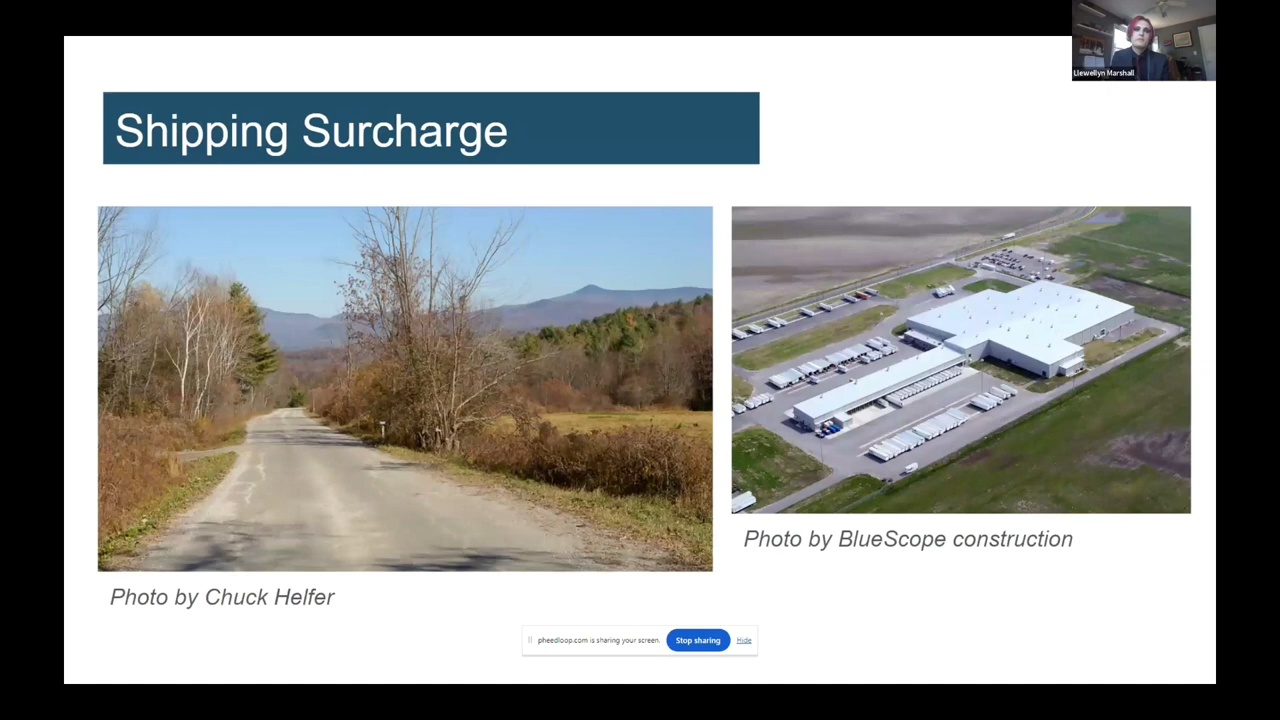 Llewellyn Marshall
Shipping Surcharge
Photo by BlueScope construction
Photo by Chuck Helfer
pheedloop.com is sharing your screen.
Stop sharing
Hide